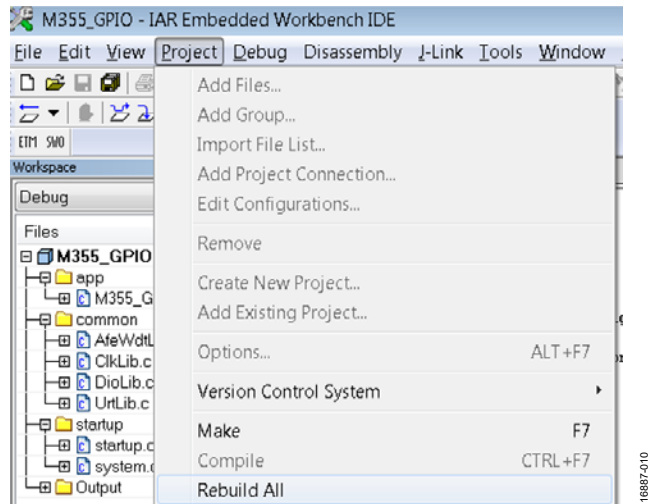 M355_GPIO - IAR Embedded Workbench IDE
File Edit View Project Debug Disassembly J-Link Tools Window
ETM SWO
Workspace
Debug
Files
M355_GPIO
app
M355_G
common
AfeWdtL
ClkLib.c
DioLib.c
UrtLib.c
startup
startup.c
system.c
Output
Add Files...
Add Group...
Import File List...
Add Project Connection...
Edit Configurations...
Remove
Create New Project...
Add Existing Project...
Options... ALT+F7
Version Control System
Make F7
Compile CTRL+F7
Rebuild All
16887-010